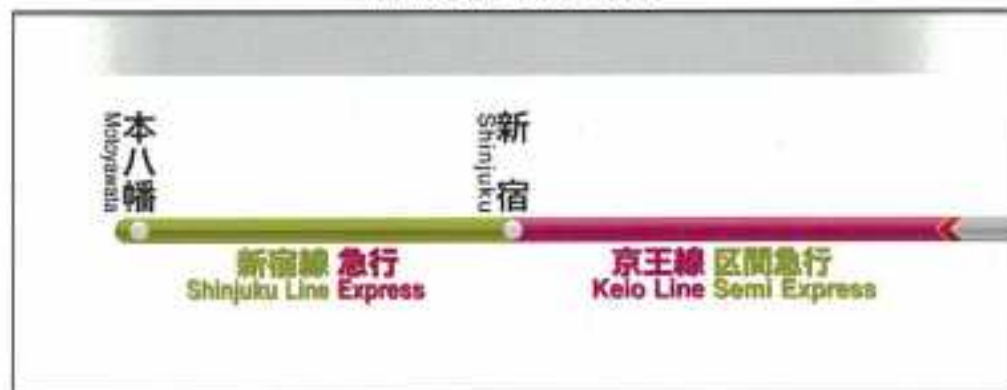 本八幡
Motoyawata
新宿
Shinjuku
新宿線 急行
Shinjuku Line Express
京王線 区間急行
Keio Line Semi Express